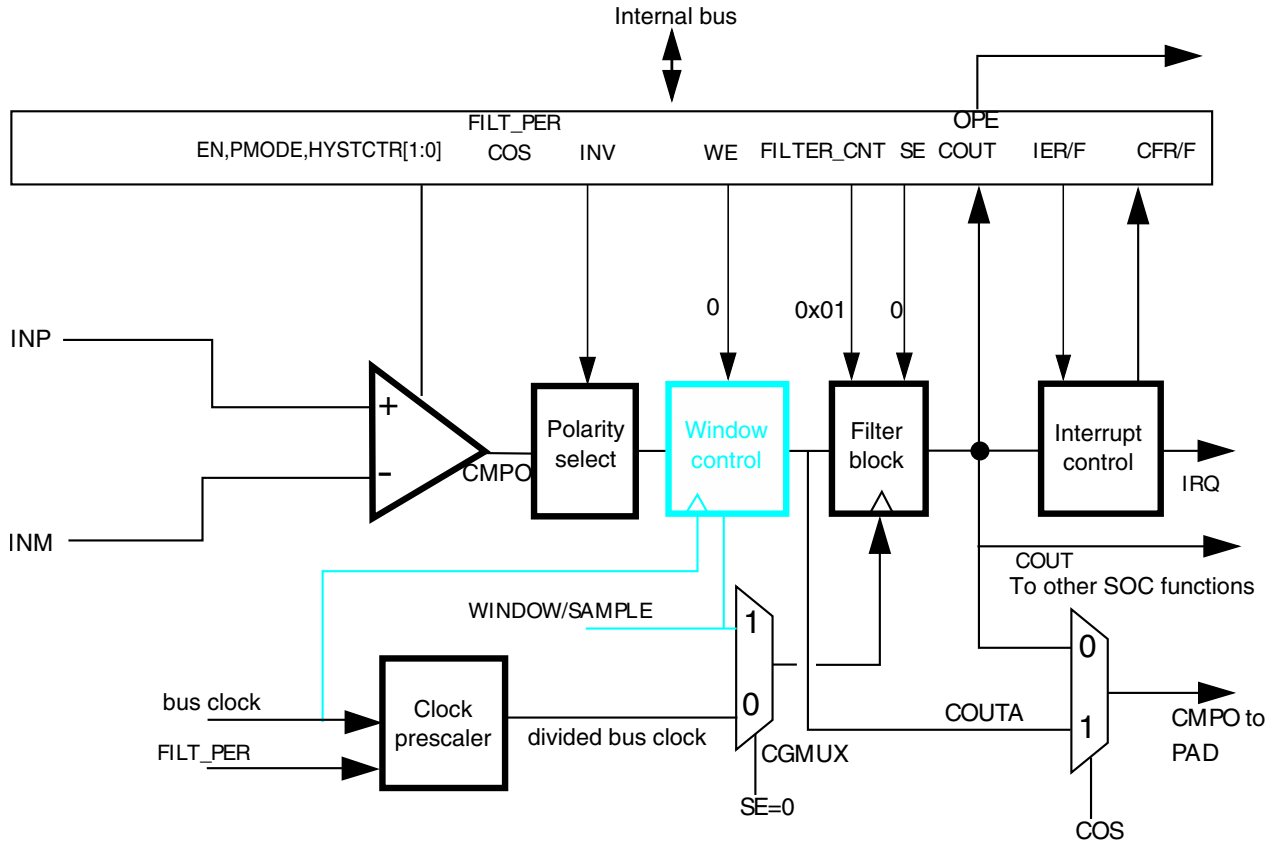 Internal bus
FILT_PER
OPE
EN,PMODE,HYSTCTR[1:0]
COS
INV
WE
FILTER_CNT
SE
COUT
IER/F
CFR/F
0
0x01
0
INP
+
-
INM
CMPO
Polarity
select
Window
control
Filter
block
Interrupt
control
IRQ
COUT
To other SOC functions
WINDOW/SAMPLE
1
0
bus clock
FILT_PER
Clock
prescaler
divided bus clock
CGMUX
SE=0
COUTA
0
1
CMPO to
PAD
COS